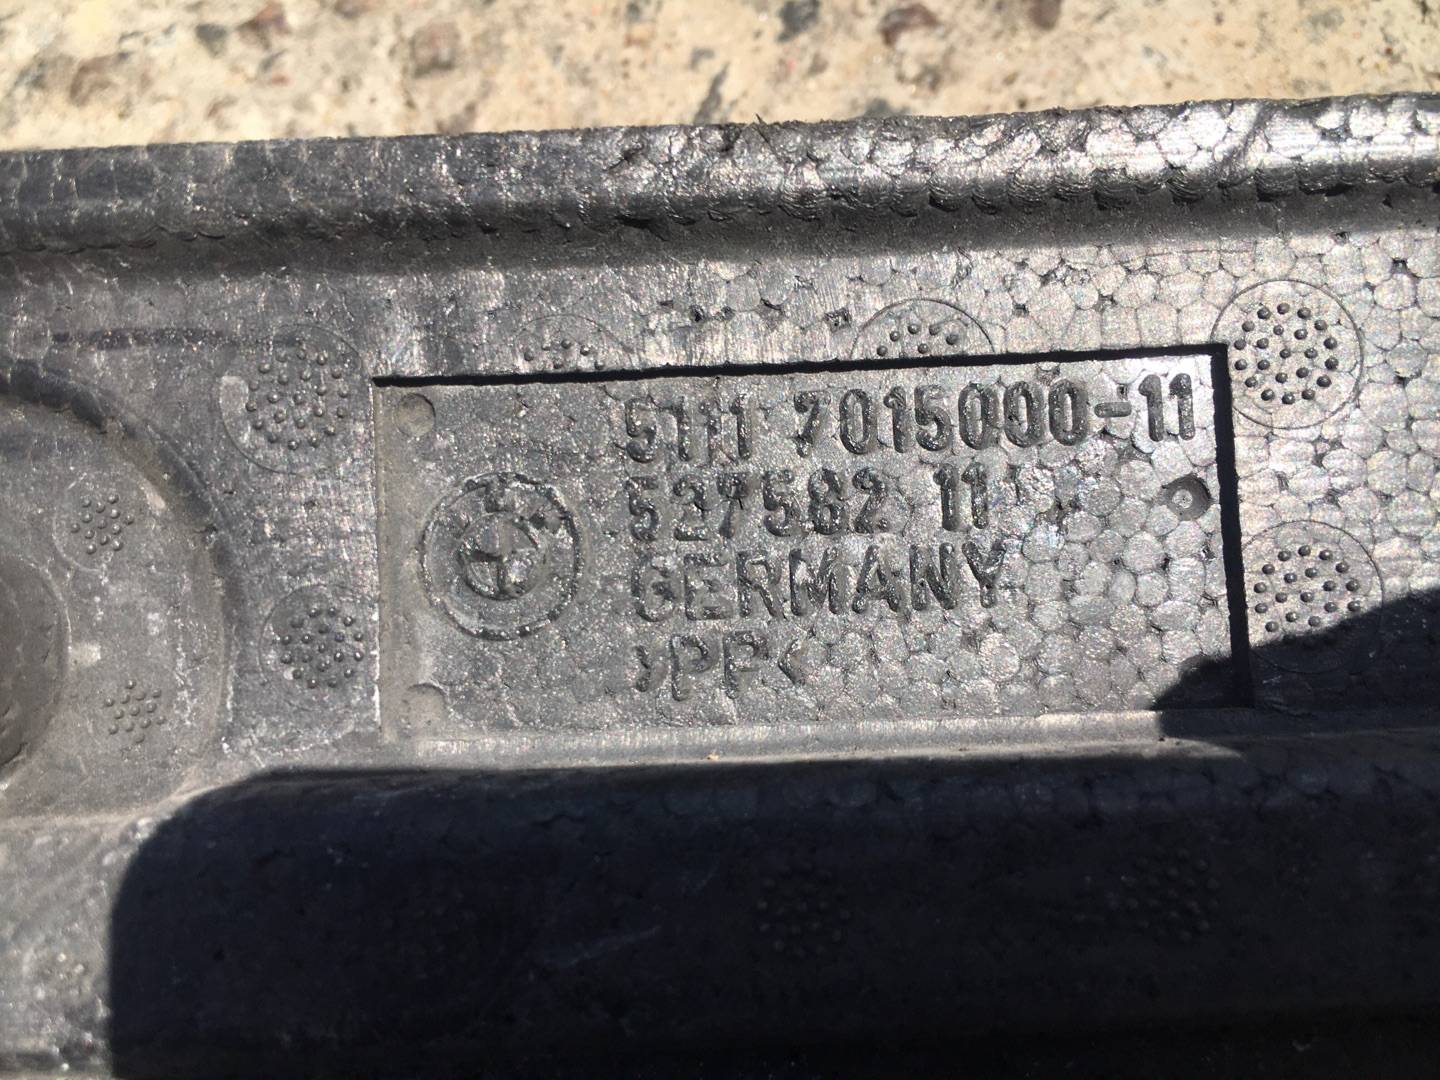 5111 7015000-11
527582 11
GERMANY
>PP<